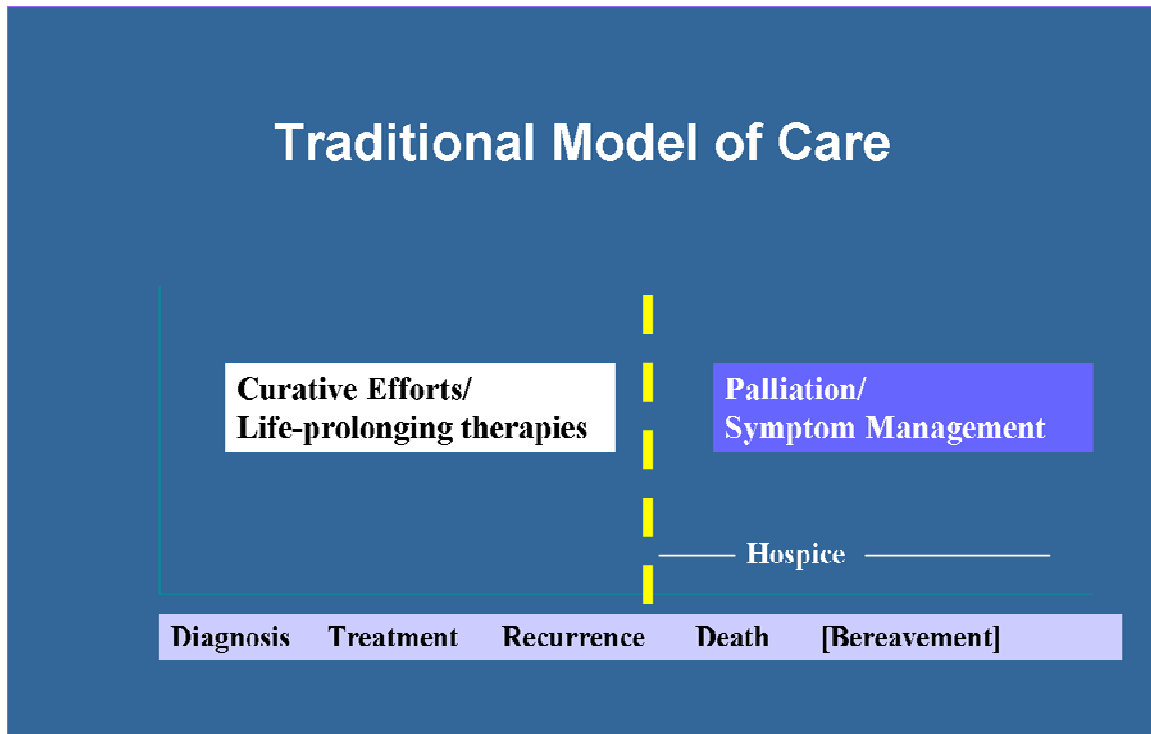 Traditional Model of Care
Curative Efforts/
Life-prolonging therapies
Palliation/
Symptom Management
Hospice
Diagnosis Treatment Recurrence Death [Bereavement]